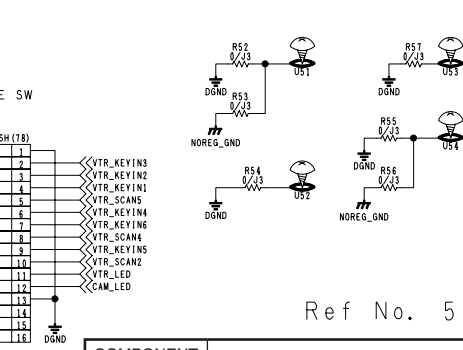 E SW
SH(78)
1
2 VTR_KEYIN3
3 VTR_KEYIN2
4 VTR_KEYIN1
5 VTR_SCAN5
6 VTR_KEYIN4
7 VTR_KEYIN6
8 VTR_SCAN4
9 VTR_KEYIN5
10 VTR_SCAN2
11 VTR_LED
12 CAM_LED
13
14
15
16
DGND
R52
0/J3
U51
DGND
R53
0/J3
NOREG_GND
R54
0/J3
U52
DGND
R57
0/J3
U53
DGND
R55
0/J3
U54
DGND
R56
0/J3
NOREG_GND
Ref No. 5
COMPONENT